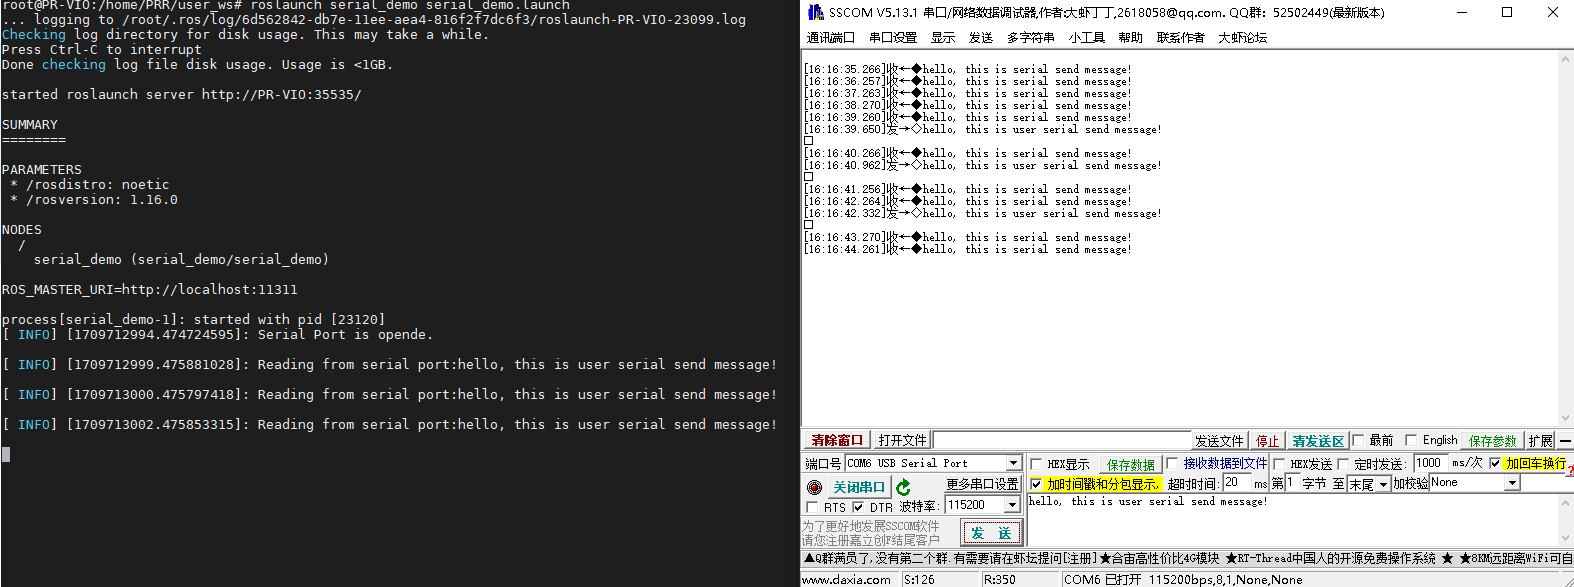 root@PR-VIO:/home/PRR/user_ws# roslaunch serial_demo serial_demo.launch
... logging to /root/.ros/log/6d562842-db7e-11ee-aea4-816f2f7dc6f3/roslaunch-PR-VIO-23099.log
Checking log directory for disk usage. This may take a while.
Press Ctrl-C to interrupt
Done checking log file disk usage. Usage is <1GB.
started roslaunch server http://PR-VIO:35535/
SUMMARY
========
PARAMETERS
* /rosdistro: noetic
* /rosversion: 1.16.0
NODES
/
serial_demo (serial_demo/serial_demo)
ROS_MASTER_URI=http://localhost:11311
process[serial_demo-1]: started with pid [23120]
[ INFO] [1709712994.474724595]: Serial Port is opende.
[ INFO] [1709712999.475881028]: Reading from serial port:hello, this is user serial send message!
[ INFO] [1709713000.475797418]: Reading from serial port:hello, this is user serial send message!
[ INFO] [1709713002.475853315]: Reading from serial port:hello, this is user serial send message!
SSCOM V5.13.1 串口/网络数据调试器,作者:大虾丁丁,2618058@qq.com. QQ群: 52502449(最新版本)
通讯端口 串口设置 显示 发送 多字符串 小工具 帮助 联系作者 大虾论坛
[16:16:35.266]收←◆hello, this is serial send message!
[16:16:36.257]收←◆hello, this is serial send message!
[16:16:37.263]收←◆hello, this is serial send message!
[16:16:38.270]收←◆hello, this is serial send message!
[16:16:39.260]收←◆hello, this is serial send message!
[16:16:39.650]发→◇hello, this is user serial send message!
□
[16:16:40.266]收←◆hello, this is serial send message!
[16:16:40.962]发→◇hello, this is user serial send message!
□
[16:16:41.256]收←◆hello, this is serial send message!
[16:16:42.264]收←◆hello, this is serial send message!
[16:16:42.332]发→◇hello, this is user serial send message!
□
[16:16:43.270]收←◆hello, this is serial send message!
[16:16:44.261]收←◆hello, this is serial send message!
清除窗口 打开文件 发送文件 停止 清发送区 最前 English 保存参数 扩展 —
端口号 COM6 USB Serial Port HEX显示 保存数据 接收数据到文件 HEX发送 定时发送: 1000 ms/次 加回车换行 ?
关闭串口 更多串口设置 加时间戳和分包显示, 超时时间: 20 ms 第 1 字节 至 末尾 加校验 None
RTS DTR 波特率: 115200 hello, this is user serial send message!
为了更好地发展SSCOM软件
请您注册嘉立创F结尾客户
发 送
▲Q群满员了,没有第二个群.有需要请在虾坛提问[注册]★合宙高性价比4G模块 ★RT-Thread中国人的开源免费操作系统 ★ ★8KM远距离WiFi可自
www.daxia.com S:126 R:350 COM6 已打开 115200bps,8,1,None,None